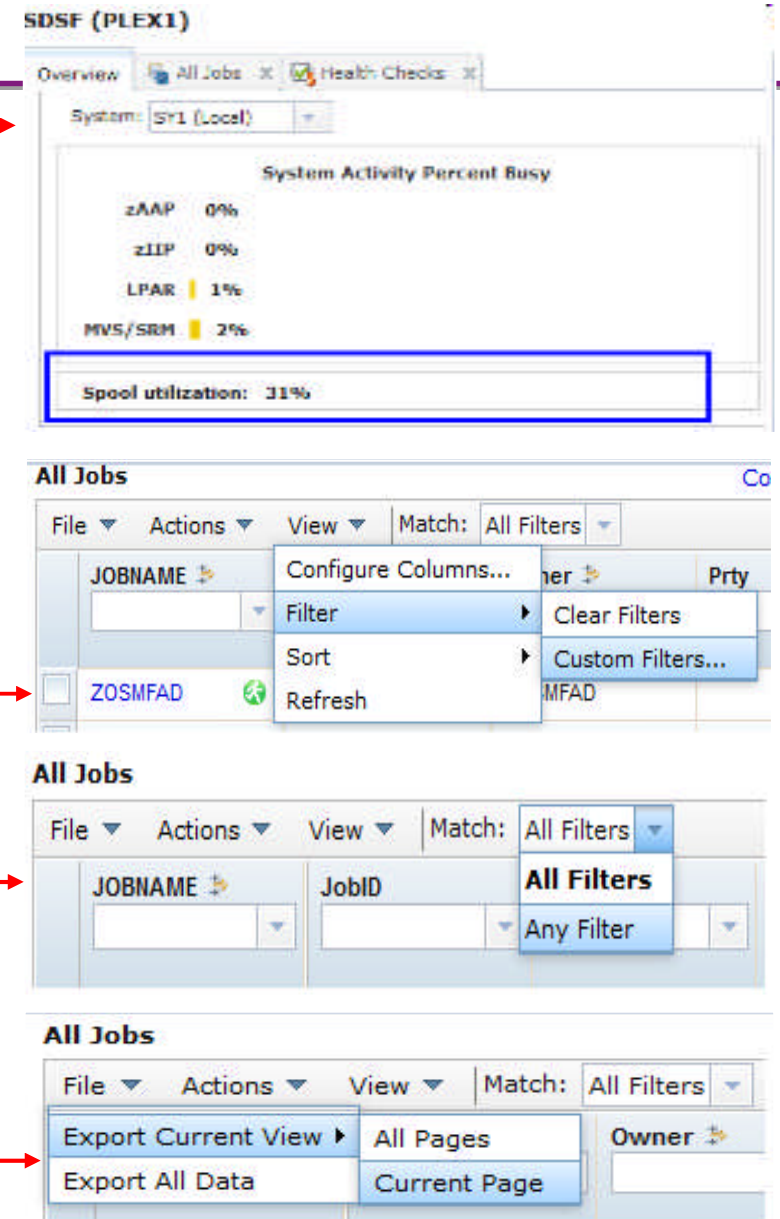 SDSF (PLEX1)
Overview All Jobs x Health Checks x
System: SY1 (Local)
System Activity Percent Busy
zAAP 0%
zIIP 0%
LPAR 1%
MVS/SRM 2%
Spool utilization: 31%
All Jobs Co
File Actions View Match: All Filters
JOBNAME Configure Columns... ner Prty
Filter Clear Filters
Sort Custom Filters...
ZOSMFAD Refresh MFAD
All Jobs
File Actions View Match: All Filters
JOBNAME JobID All Filters
Any Filter
All Jobs
File Actions View Match: All Filters
Export Current View All Pages Owner
Export All Data Current Page